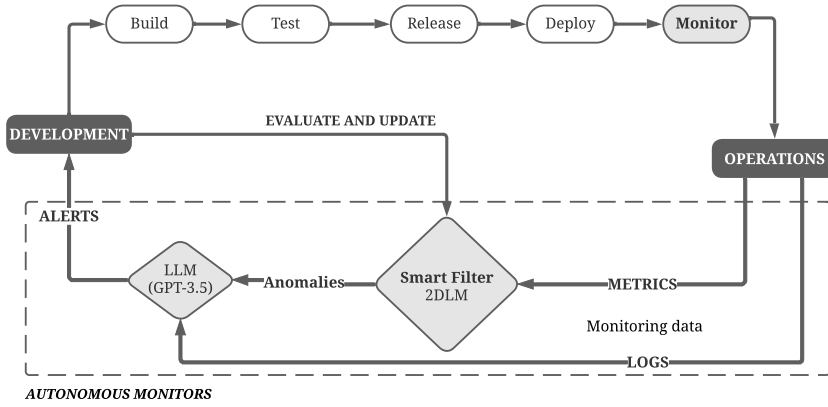 Build
Test
Release
Deploy
Monitor
DEVELOPMENT
EVALUATE AND UPDATE
OPERATIONS
ALERTS
LLM
(GPT-3.5)
Anomalies
Smart Filter
2DLM
METRICS
Monitoring data
LOGS
AUTONOMOUS MONITORS